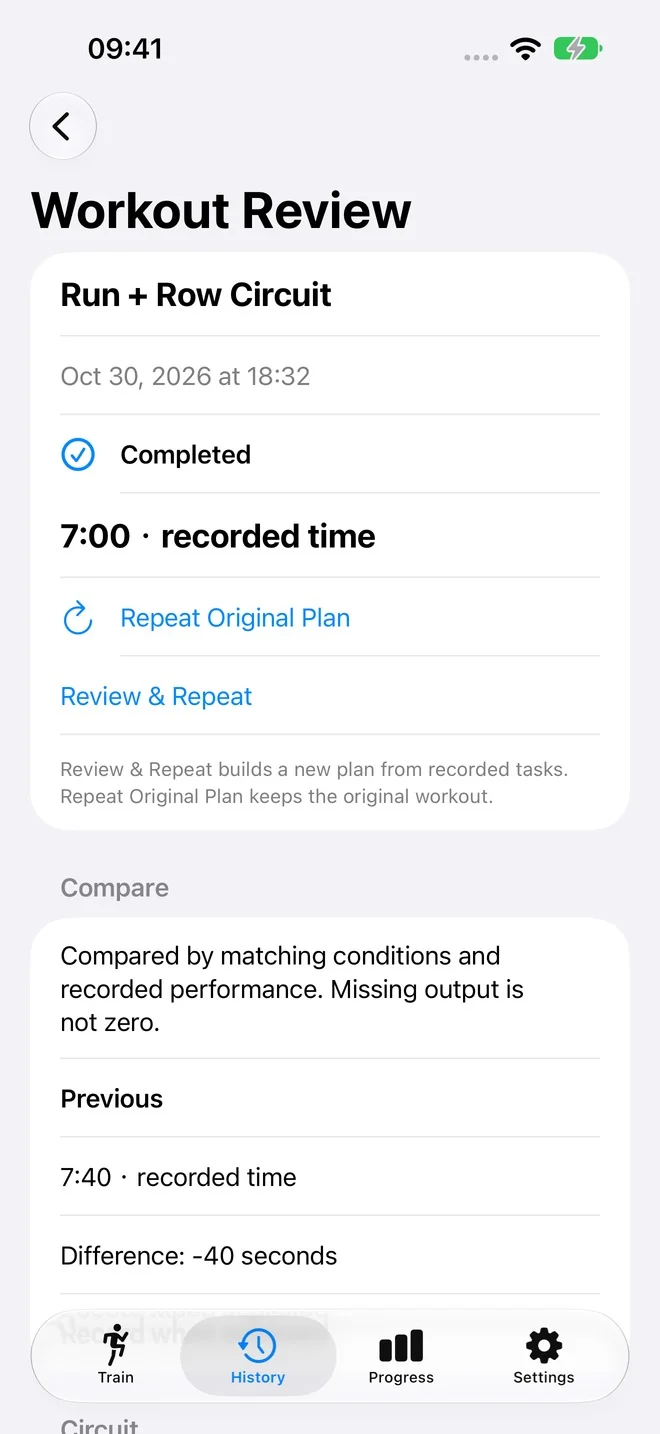 09:41
Workout Review
Run + Row Circuit
Oct 30, 2026 at 18:32
Completed
7:00 · recorded time
Repeat Original Plan
Review & Repeat
Review & Repeat builds a new plan from recorded tasks.
Repeat Original Plan keeps the original workout.
Compare
Compared by matching conditions and
recorded performance. Missing output is
not zero.
Previous
7:40 · recorded time
Difference: -40 seconds
Train
History
Progress
Settings
Circuit